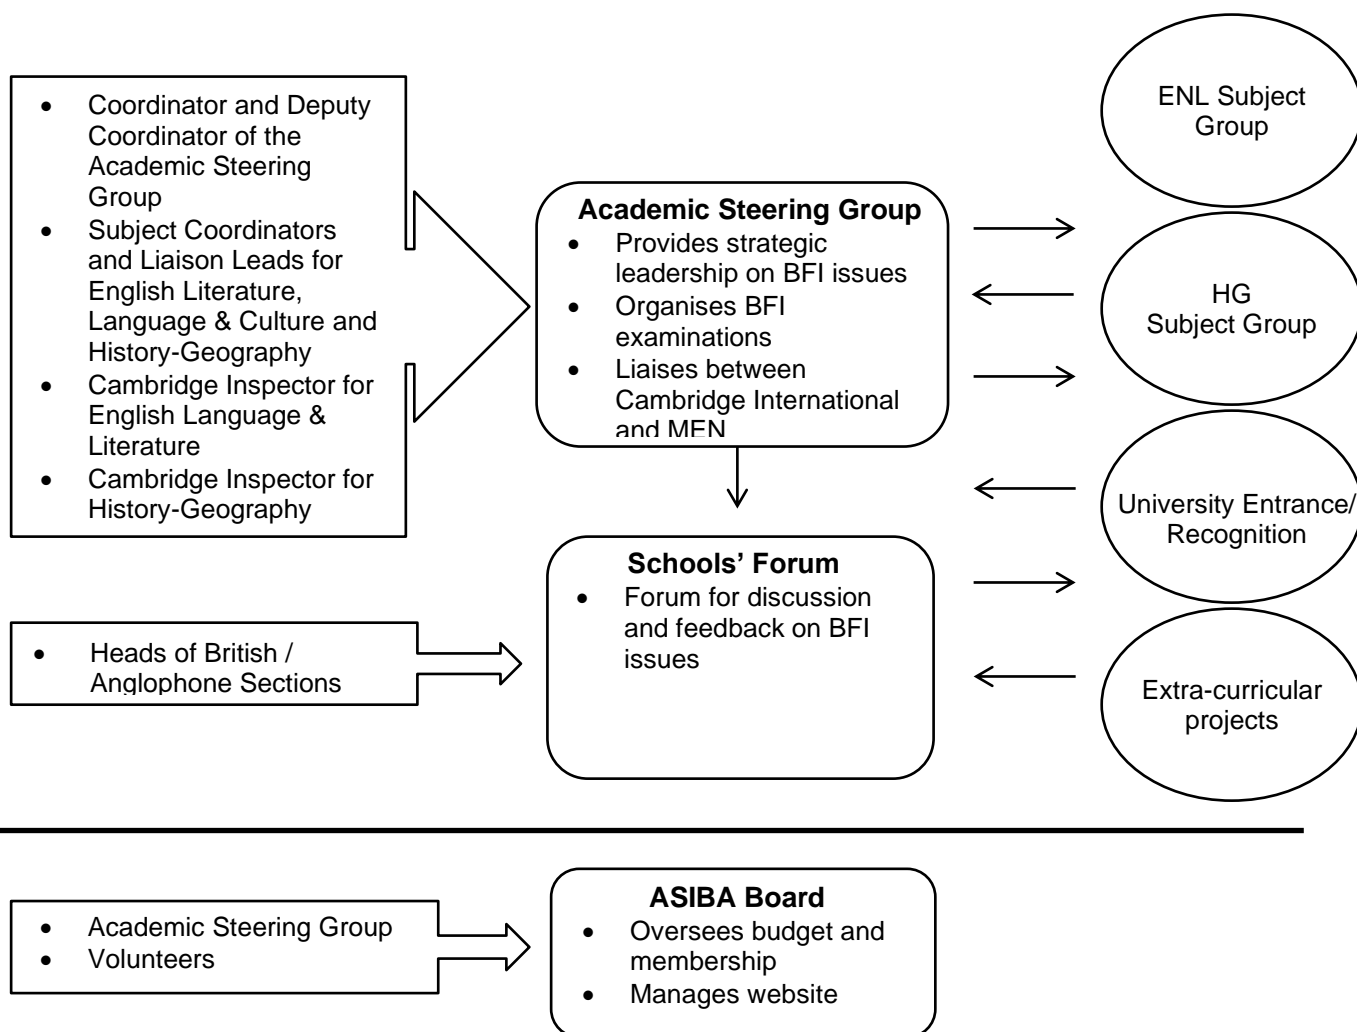 • Coordinator and Deputy
Coordinator of the
Academic Steering
Group
• Subject Coordinators
and Liaison Leads for
English Literature,
Language & Culture and
History-Geography
• Cambridge Inspector for
English Language &
Literature
• Cambridge Inspector for
History-Geography
Academic Steering Group
• Provides strategic
leadership on BFI issues
• Organises BFI
examinations
• Liaises between
Cambridge International
and MEN
ENL Subject
Group
HG
Subject Group
University Entrance/
Recognition
Extra-curricular
projects
• Heads of British /
Anglophone Sections
Schools’ Forum
• Forum for discussion
and feedback on BFI
issues
• Academic Steering Group
• Volunteers
ASIBA Board
• Oversees budget and
membership
• Manages website